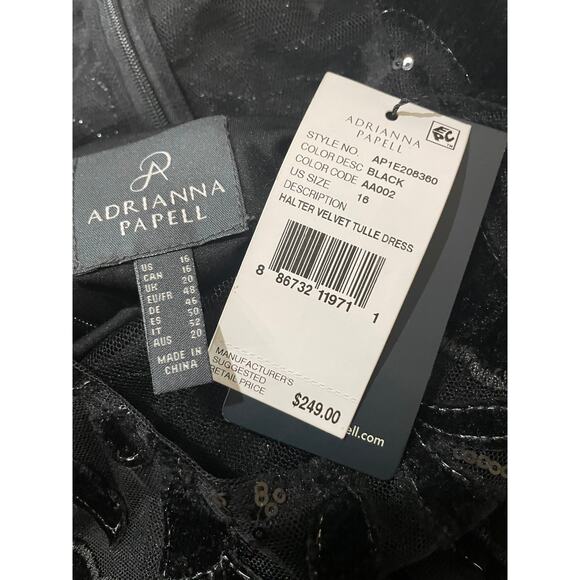 ADRIANNA
PAPELL
US 16
CAN 16
UK 20
EU/FR 48
DE 46
ES 50
IT 52
AUS 20
MADE IN
CHINA
ADRIANNA
PAPELL
EPC
STYLE NO. AP1E208360
COLOR DESC BLACK
COLOR CODE AA002
US SIZE 16
DESCRIPTION
HALTER VELVET TULLE DRESS
8 86732 11971 1
MANUFACTURER'S
SUGGESTED
RETAIL PRICE
$249.00
ell.com